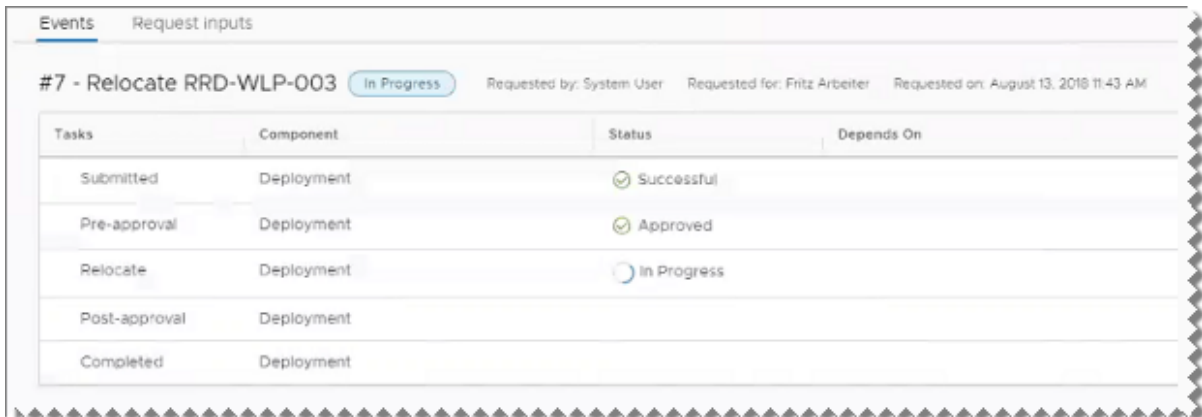 Events Request inputs
#7 - Relocate RRD-WLP-003 In Progress Requested by: System User Requested for: Fritz Arbeiter Requested on: August 13, 2018 11:43 AM
Tasks Component Status Depends On
Submitted Deployment Successful
Pre-approval Deployment Approved
Relocate Deployment In Progress
Post-approval Deployment
Completed Deployment